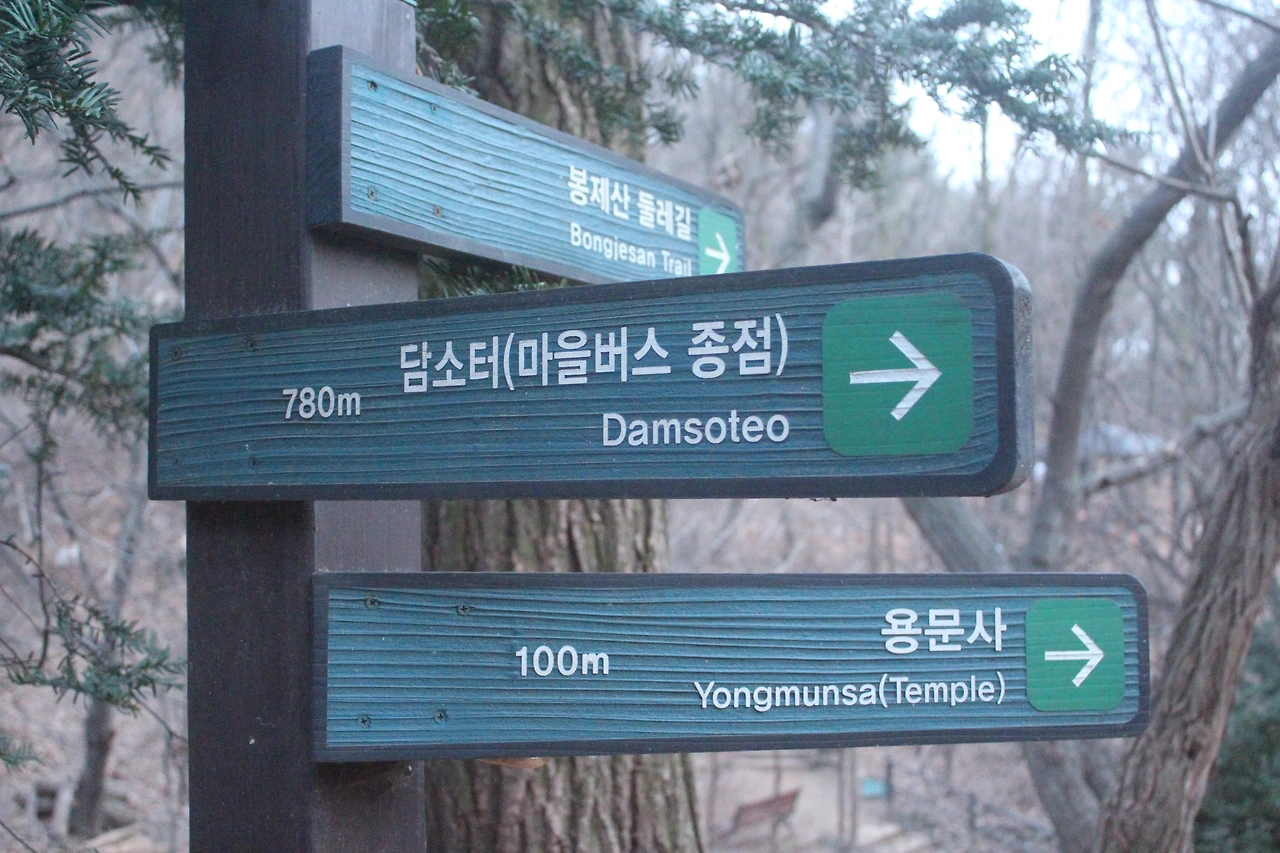 봉제산 둘레길
Bongjesan Trail
780m
담소터(마을버스 종점)
Damsoteo
100m
용문사
Yongmunsa(Temple)